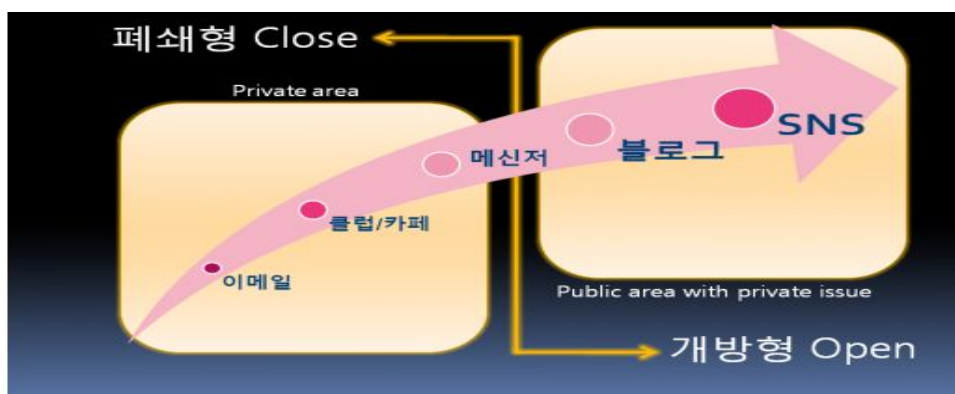 폐쇄형 Close
Private area
SNS
블로그
메신저
클럽/카페
이메일
Public area with private issue
개방형 Open